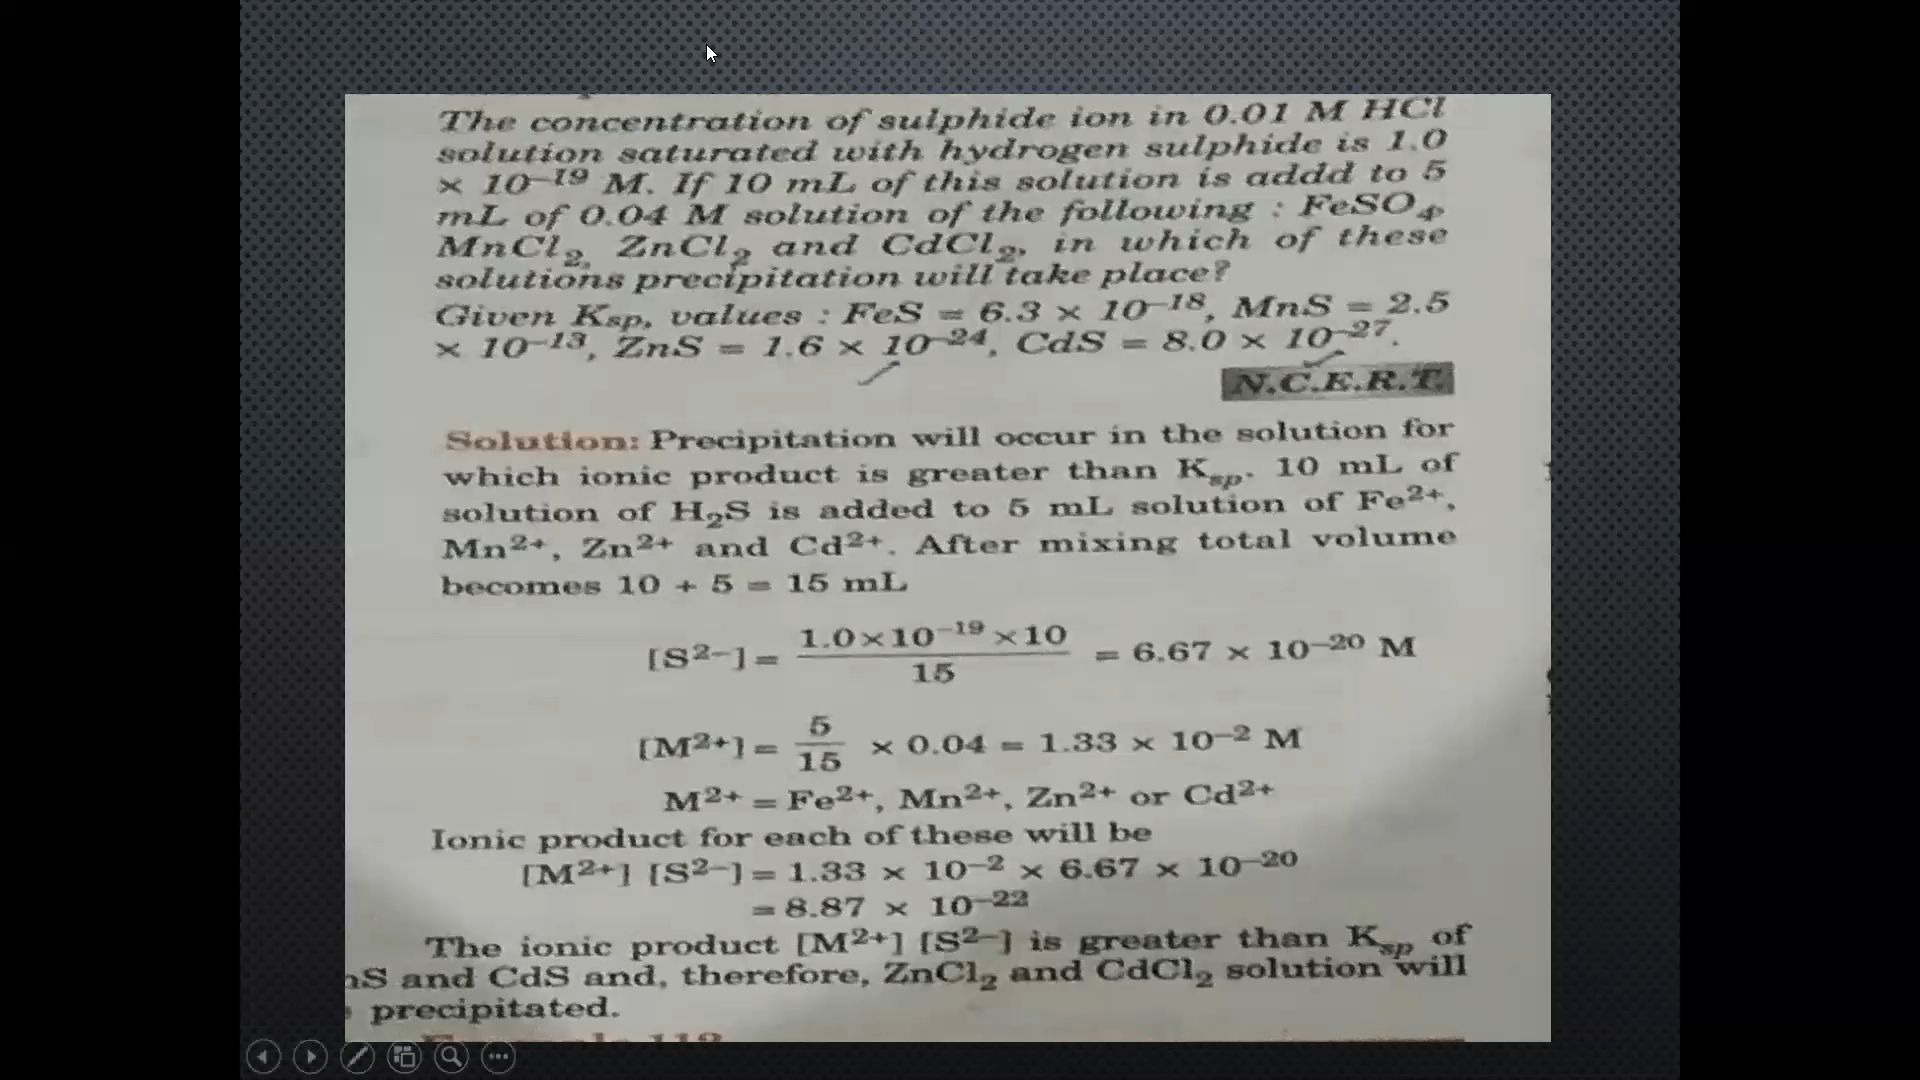 The concentration of sulphide ion in 0.01 M HCl
solution saturated with hydrogen sulphide is 1.0
× 10⁻¹⁹ M. If 10 mL of this solution is addd to 5
mL of 0.04 M solution of the following : FeSO₄,
MnCl₂, ZnCl₂ and CdCl₂, in which of these
solutions precipitation will take place?
Given Ksp, values : FeS = 6.3 × 10⁻¹⁸, MnS = 2.5
× 10⁻¹³, ZnS = 1.6 × 10⁻²⁴, CdS = 8.0 × 10⁻²⁷.
N.C.E.R.T.
Solution: Precipitation will occur in the solution for
which ionic product is greater than Ksp. 10 mL of
solution of H₂S is added to 5 mL solution of Fe²⁺,
Mn²⁺, Zn²⁺ and Cd²⁺. After mixing total volume
becomes 10 + 5 = 15 mL
[S²⁻] = 1.0×10⁻¹⁹ ×10 / 15 = 6.67 × 10⁻²⁰ M
[M²⁺] = 5/15 × 0.04 = 1.33 × 10⁻² M
M²⁺ = Fe²⁺, Mn²⁺, Zn²⁺ or Cd²⁺
Ionic product for each of these will be
[M²⁺] [S²⁻] = 1.33 × 10⁻² × 6.67 × 10⁻²⁰
= 8.87 × 10⁻²²
The ionic product [M²⁺] [S²⁻] is greater than Ksp of
nS and CdS and, therefore, ZnCl₂ and CdCl₂ solution will
precipitated.